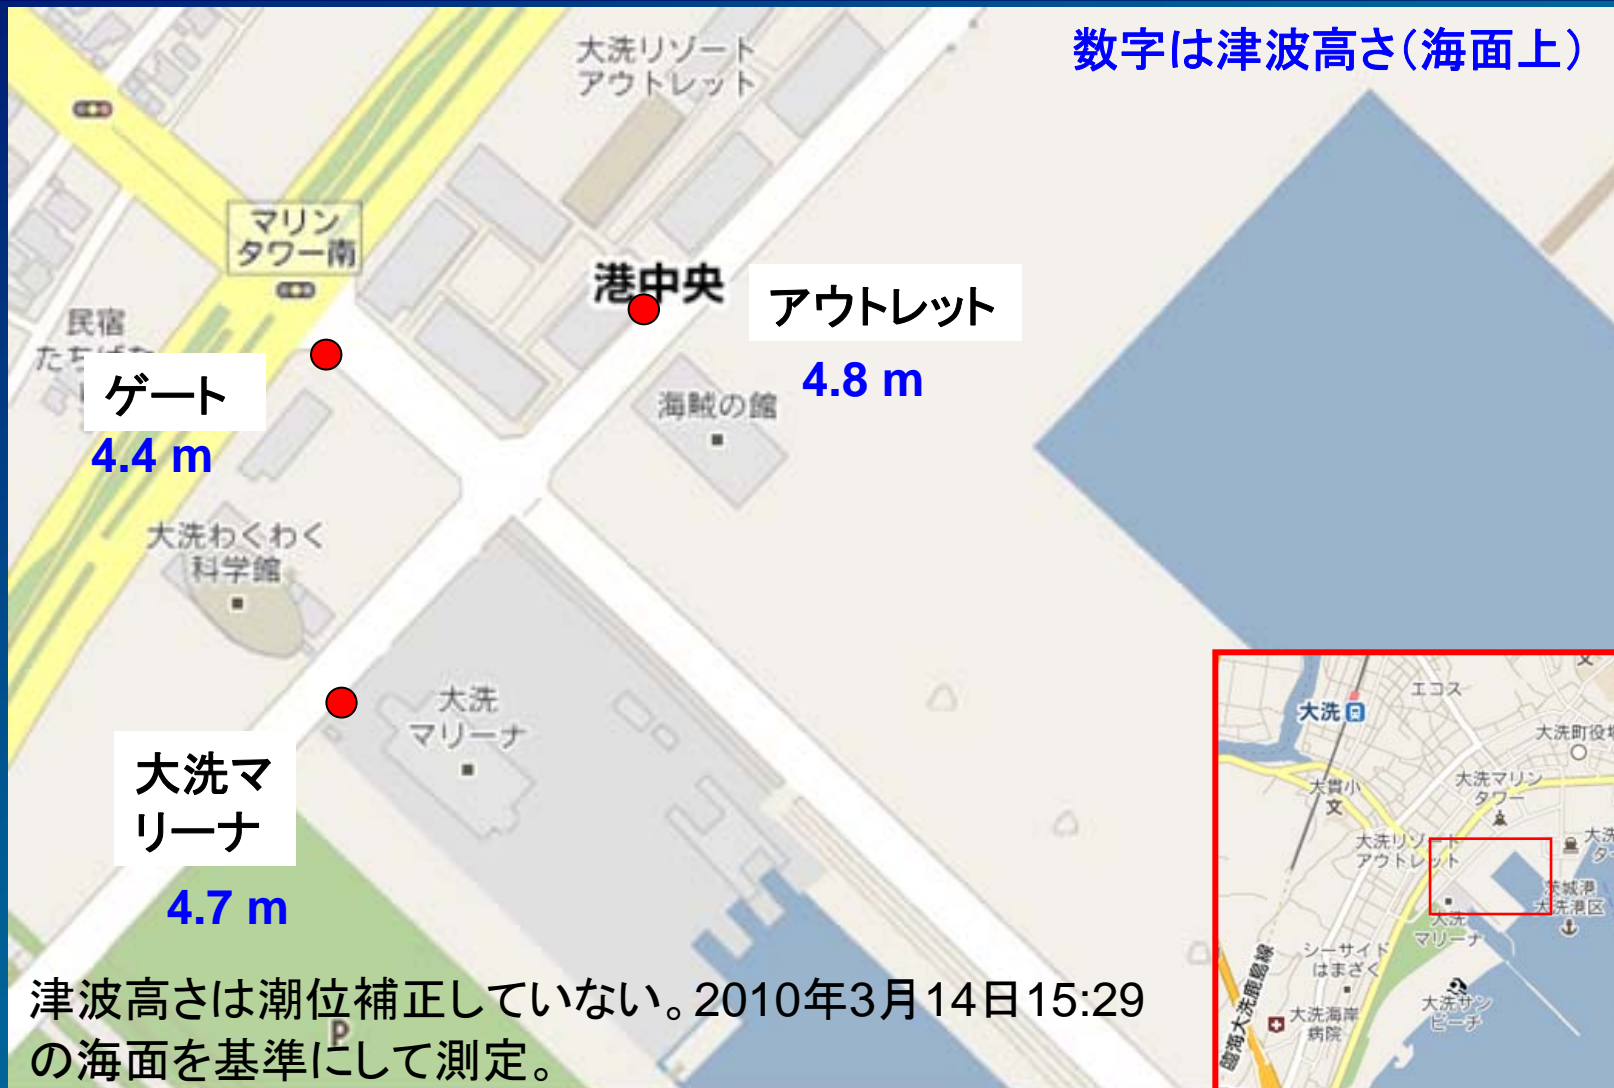 数字は津波高さ（海面上）
大洗リゾート
アウトレット
マリン
タワー南
港中央
アウトレット
4.8 m
民宿
ゲート
4.4 m
海賊の館
大洗わくわく
科学館
大洗
マリーナ
大洗マ
リーナ
4.7 m
津波高さは潮位補正していない。2010年3月14日15:29
の海面を基準にして測定。
P
エコス
大洗
大洗町役場
大貫小
文
大洗マリン
タワー
大洗リゾート
アウトレット
茨城港
大洗港区
大洗
マリーナ
シーサイド
はまぎく
大洗サン
ビーチ
大洗海岸
病院
臨海大洗鹿島線